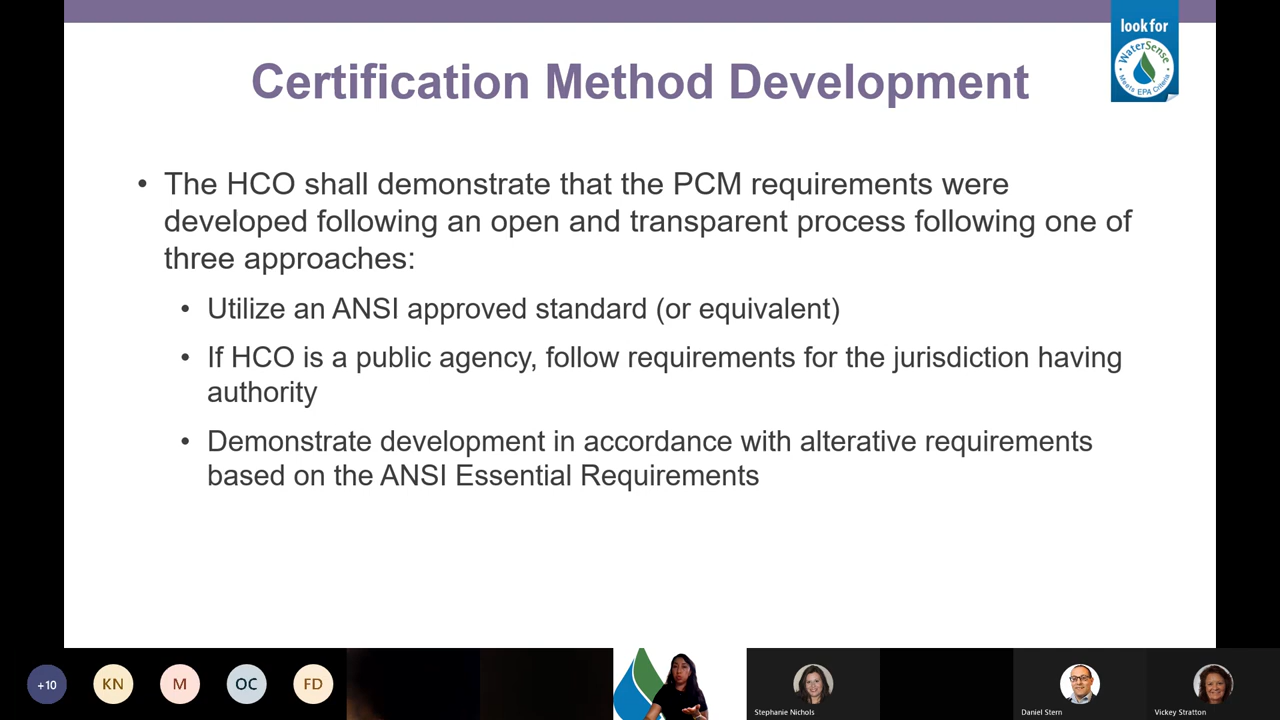 look for
WaterSense
Meets EPA Criteria
Certification Method Development
• The HCO shall demonstrate that the PCM requirements were
developed following an open and transparent process following one of
three approaches:
• Utilize an ANSI approved standard (or equivalent)
• If HCO is a public agency, follow requirements for the jurisdiction having
authority
• Demonstrate development in accordance with alterative requirements
based on the ANSI Essential Requirements
+10
KN
M
OC
FD
Stephanie Nichols
Daniel Stern
Vickey Stratton